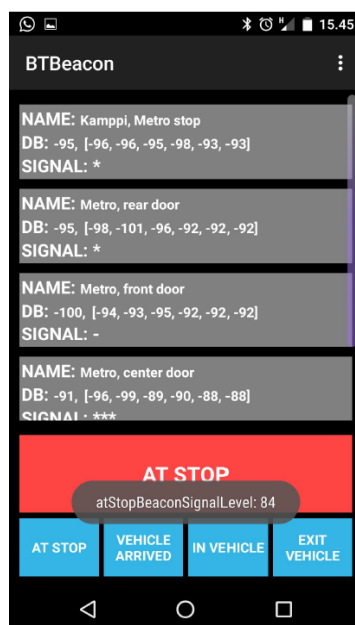 H 15.45
BTBeacon
NAME: Kamppi, Metro stop
DB: -95, [-96, -96, -95, -98, -93, -93]
SIGNAL: *
NAME: Metro, rear door
DB: -95, [-98, -101, -96, -92, -92, -92]
SIGNAL: *
NAME: Metro, front door
DB: -100, [-94, -93, -95, -92, -92, -92]
SIGNAL: -
NAME: Metro, center door
DB: -91, [-96, -99, -89, -90, -88, -88]
SIGNAL: ***
AT STOP
atStopBeaconSignalLevel: 84
AT STOP
VEHICLE
ARRIVED
IN VEHICLE
EXIT
VEHICLE